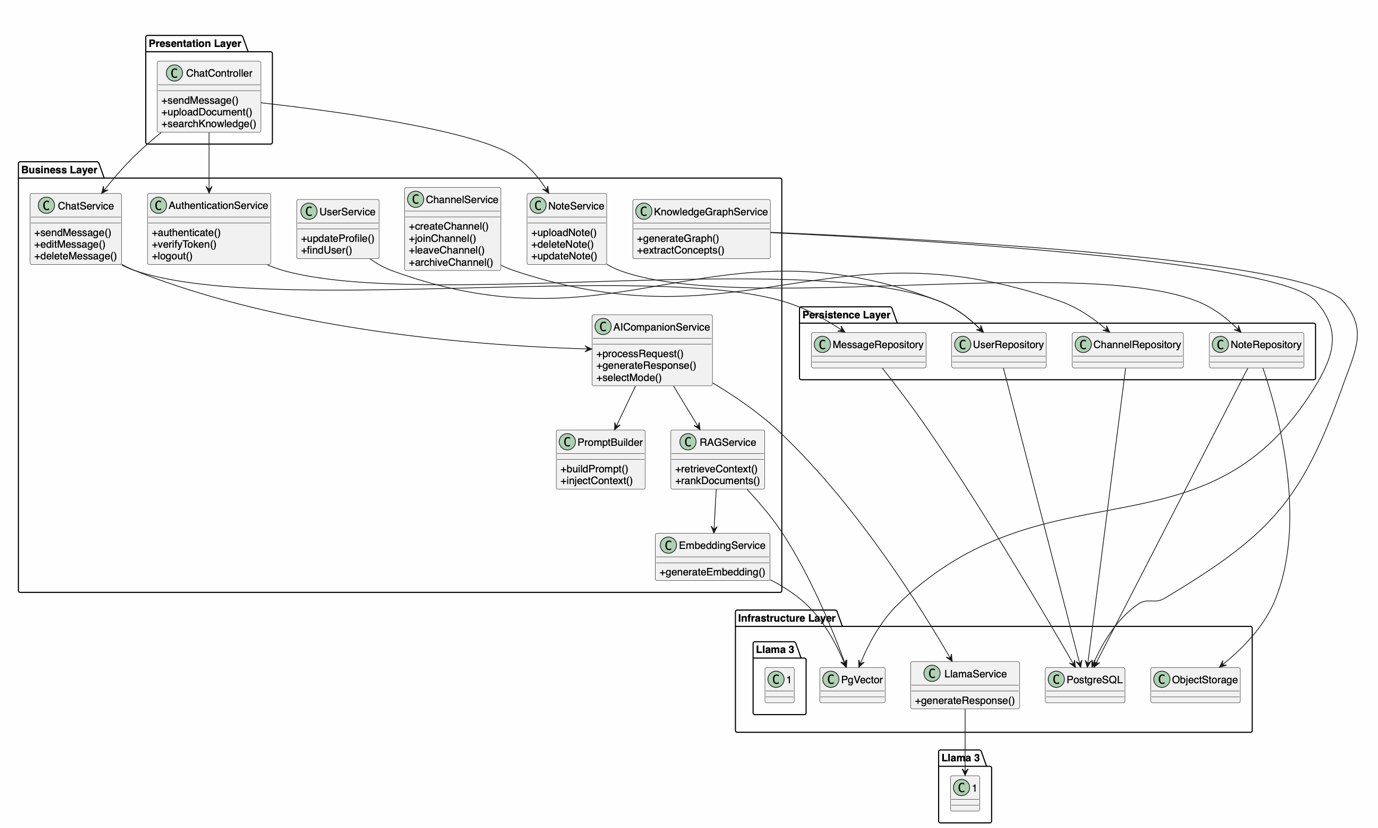 Presentation Layer
C ChatController
+sendMessage()
+uploadDocument()
+searchKnowledge()
Business Layer
C ChatService
+sendMessage()
+editMessage()
+deleteMessage()
C AuthenticationService
+authenticate()
+verifyToken()
+logout()
C UserService
+updateProfile()
+findUser()
C ChannelService
+createChannel()
+joinChannel()
+leaveChannel()
+archiveChannel()
C NoteService
+uploadNote()
+deleteNote()
+updateNote()
C KnowledgeGraphService
+generateGraph()
+extractConcepts()
C AICompanionService
+processRequest()
+generateResponse()
+selectMode()
Persistence Layer
C MessageRepository
C UserRepository
C ChannelRepository
C NoteRepository
C PromptBuilder
+buildPrompt()
+injectContext()
C RAGService
+retrieveContext()
+rankDocuments()
C EmbeddingService
+generateEmbedding()
Infrastructure Layer
Llama 3
C 1
C PgVector
C LlamaService
+generateResponse()
C PostgreSQL
C ObjectStorage
Llama 3
C 1